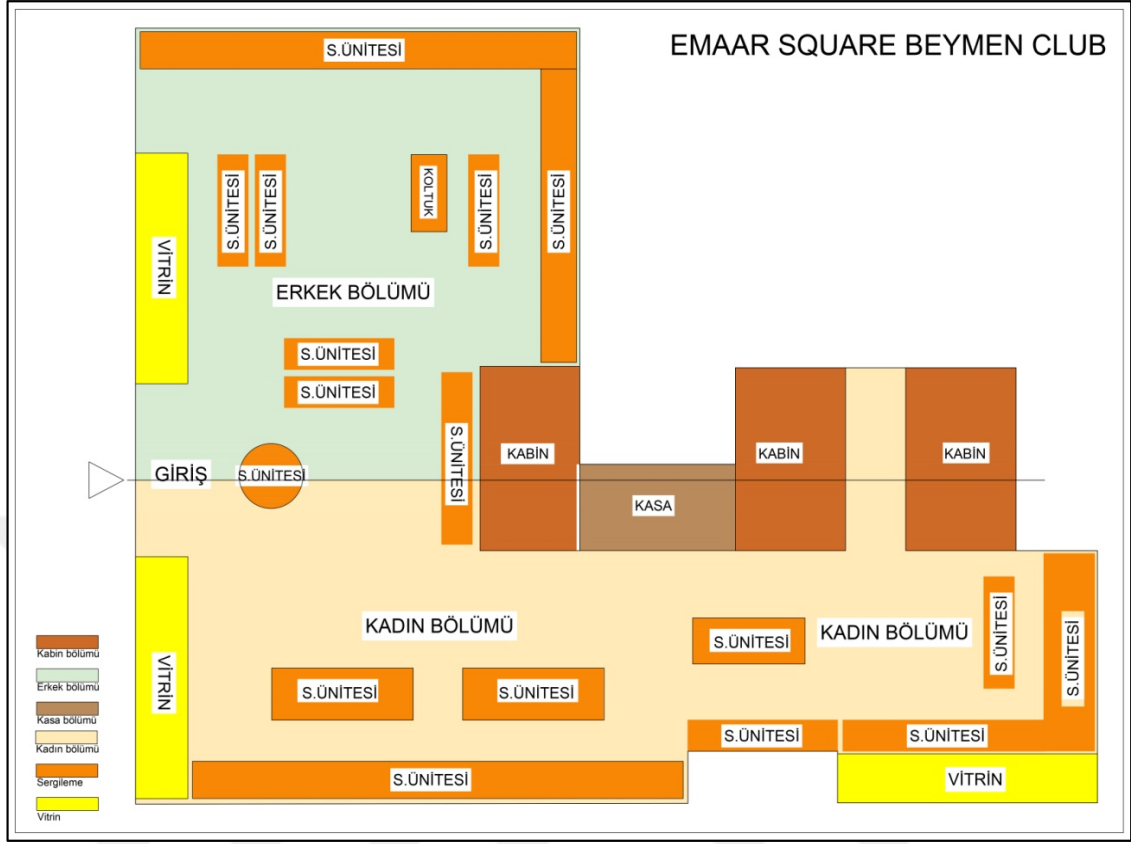 EMAAR SQUARE BEYMEN CLUB
S.ÜNİTESİ
S.ÜNİTESİ
S.ÜNİTESİ
KOLTUK
S.ÜNİTESİ
S.ÜNİTESİ
VİTRİN
ERKEK BÖLÜMÜ
S.ÜNİTESİ
S.ÜNİTESİ
S.ÜNİTESİ
KABİN
KABİN
KABİN
GİRİŞ
S.ÜNİTESİ
KASA
KADIN BÖLÜMÜ
S.ÜNİTESİ
KADIN BÖLÜMÜ
S.ÜNİTESİ
S.ÜNİTESİ
VİTRİN
S.ÜNİTESİ
S.ÜNİTESİ
S.ÜNİTESİ
S.ÜNİTESİ
S.ÜNİTESİ
VİTRİN
Kabin bölümü
Erkek bölümü
Kasa bölümü
Kadın bölümü
Sergileme
Vitrin